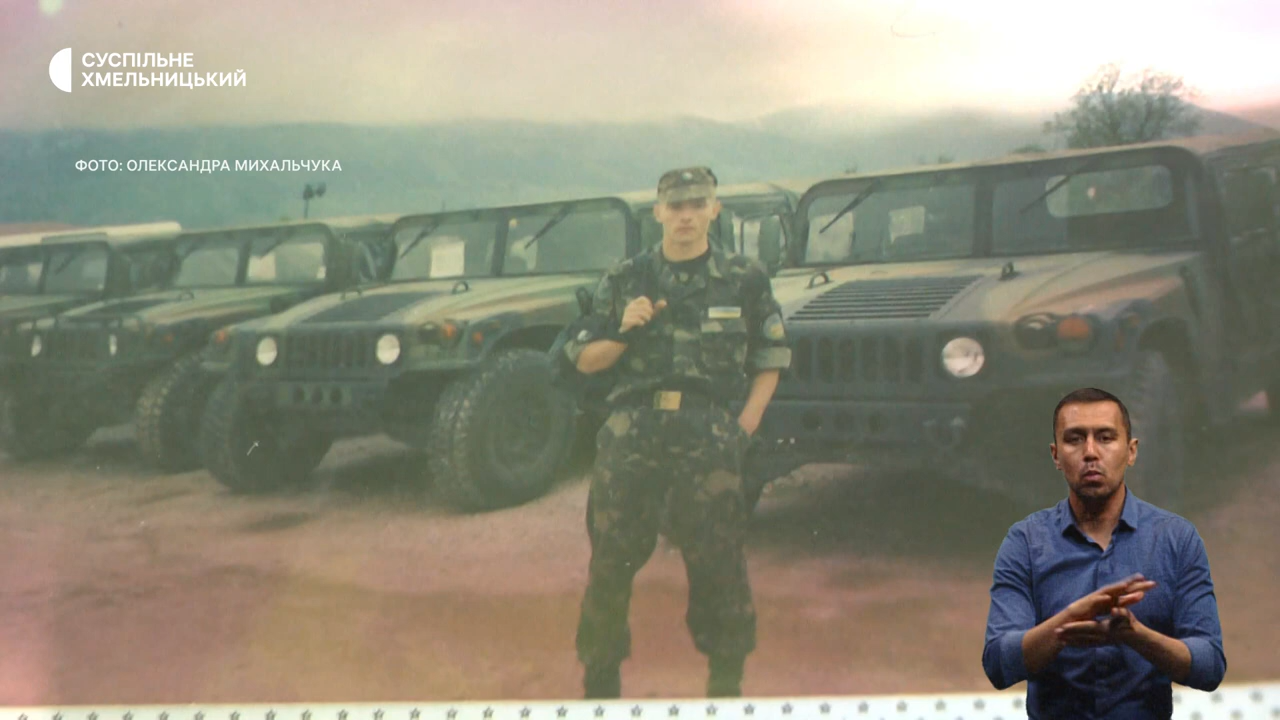 СУСПІЛЬНЕ
ХМЕЛЬНИЦЬКИЙ
ФОТО: ОЛЕКСАНДРА МИХАЛЬЧУКА